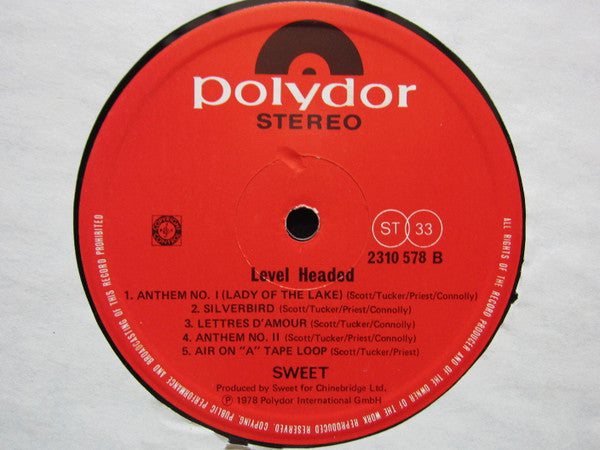 polydor
STEREO
ST 33
2310 578 B
Level Headed
1. ANTHEM NO. I (LADY OF THE LAKE) (Scott/Tucker/Priest/Connolly)
2. SILVERBIRD (Scott/Tucker/Priest/Connolly)
3. LETTRES D'AMOUR (Scott/Tucker/Priest/Connolly)
4. ANTHEM NO. II (Scott/Tucker/Priest/Connolly)
5. AIR ON "A" TAPE LOOP (Scott/Tucker/Priest)
SWEET
Produced by Sweet for Chinebridge Ltd.
Ⓟ 1978 Polydor International GmbH
ALL RIGHTS OF THE RECORD PRODUCER AND OF THE OWNER OF THE WORK REPRODUCED RESERVED. COPYING, PUBLIC PERFORMANCE AND BROADCASTING OF THIS RECORD PROHIBITED